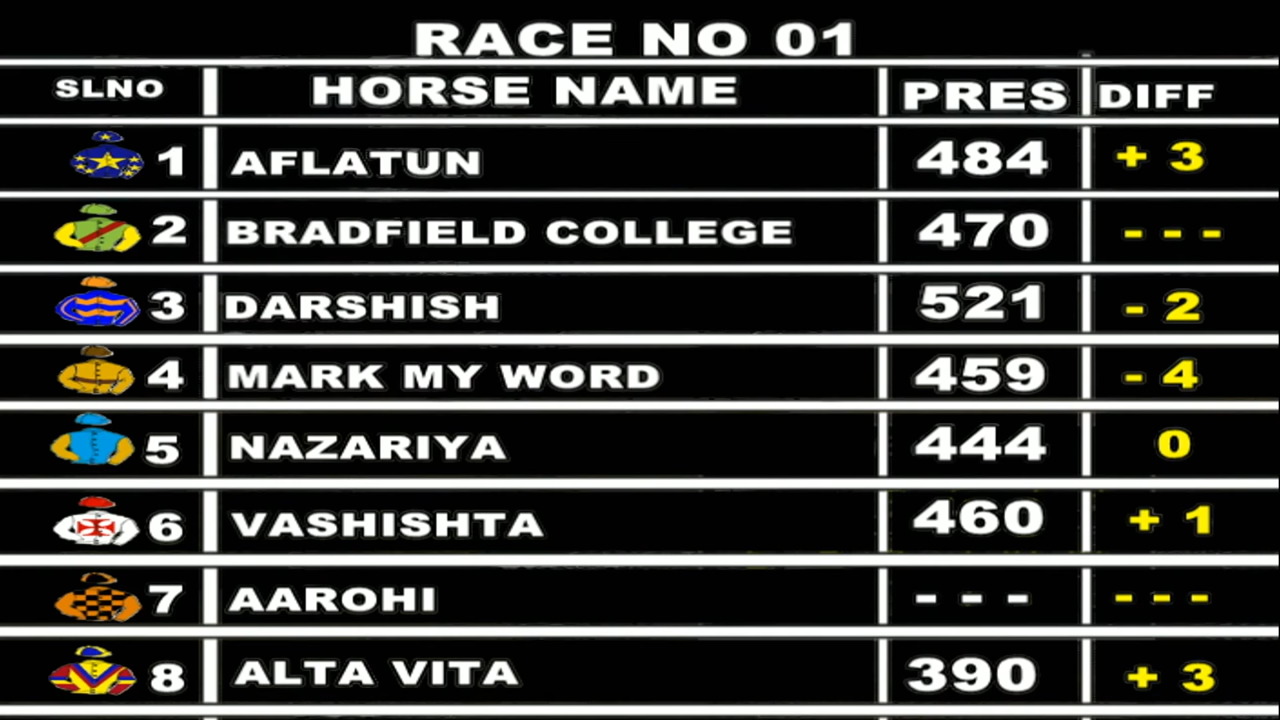 RACE NO 01
SLNO HORSE NAME PRES DIFF
1 AFLATUN 484 + 3
2 BRADFIELD COLLEGE 470 - - -
3 DARSHISH 521 - 2
4 MARK MY WORD 459 - 4
5 NAZARIYA 444 0
6 VASHISHTA 460 + 1
7 AAROHI - - - - - -
8 ALTA VITA 390 + 3